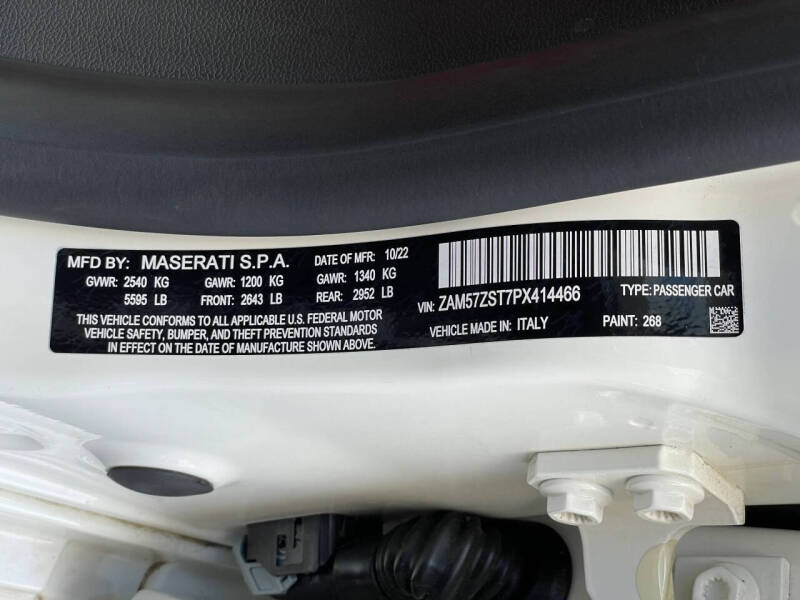 MFD BY: MASERATI S.P.A. DATE OF MFR: 10/22
GVWR: 2540 KG GAWR: 1200 KG GAWR: 1340 KG
5595 LB FRONT: 2643 LB REAR: 2952 LB
THIS VEHICLE CONFORMS TO ALL APPLICABLE U.S. FEDERAL MOTOR
VEHICLE SAFETY, BUMPER, AND THEFT PREVENTION STANDARDS
IN EFFECT ON THE DATE OF MANUFACTURE SHOWN ABOVE.
VIN: ZAM57ZST7PX414466 TYPE: PASSENGER CAR
VEHICLE MADE IN: ITALY PAINT: 268